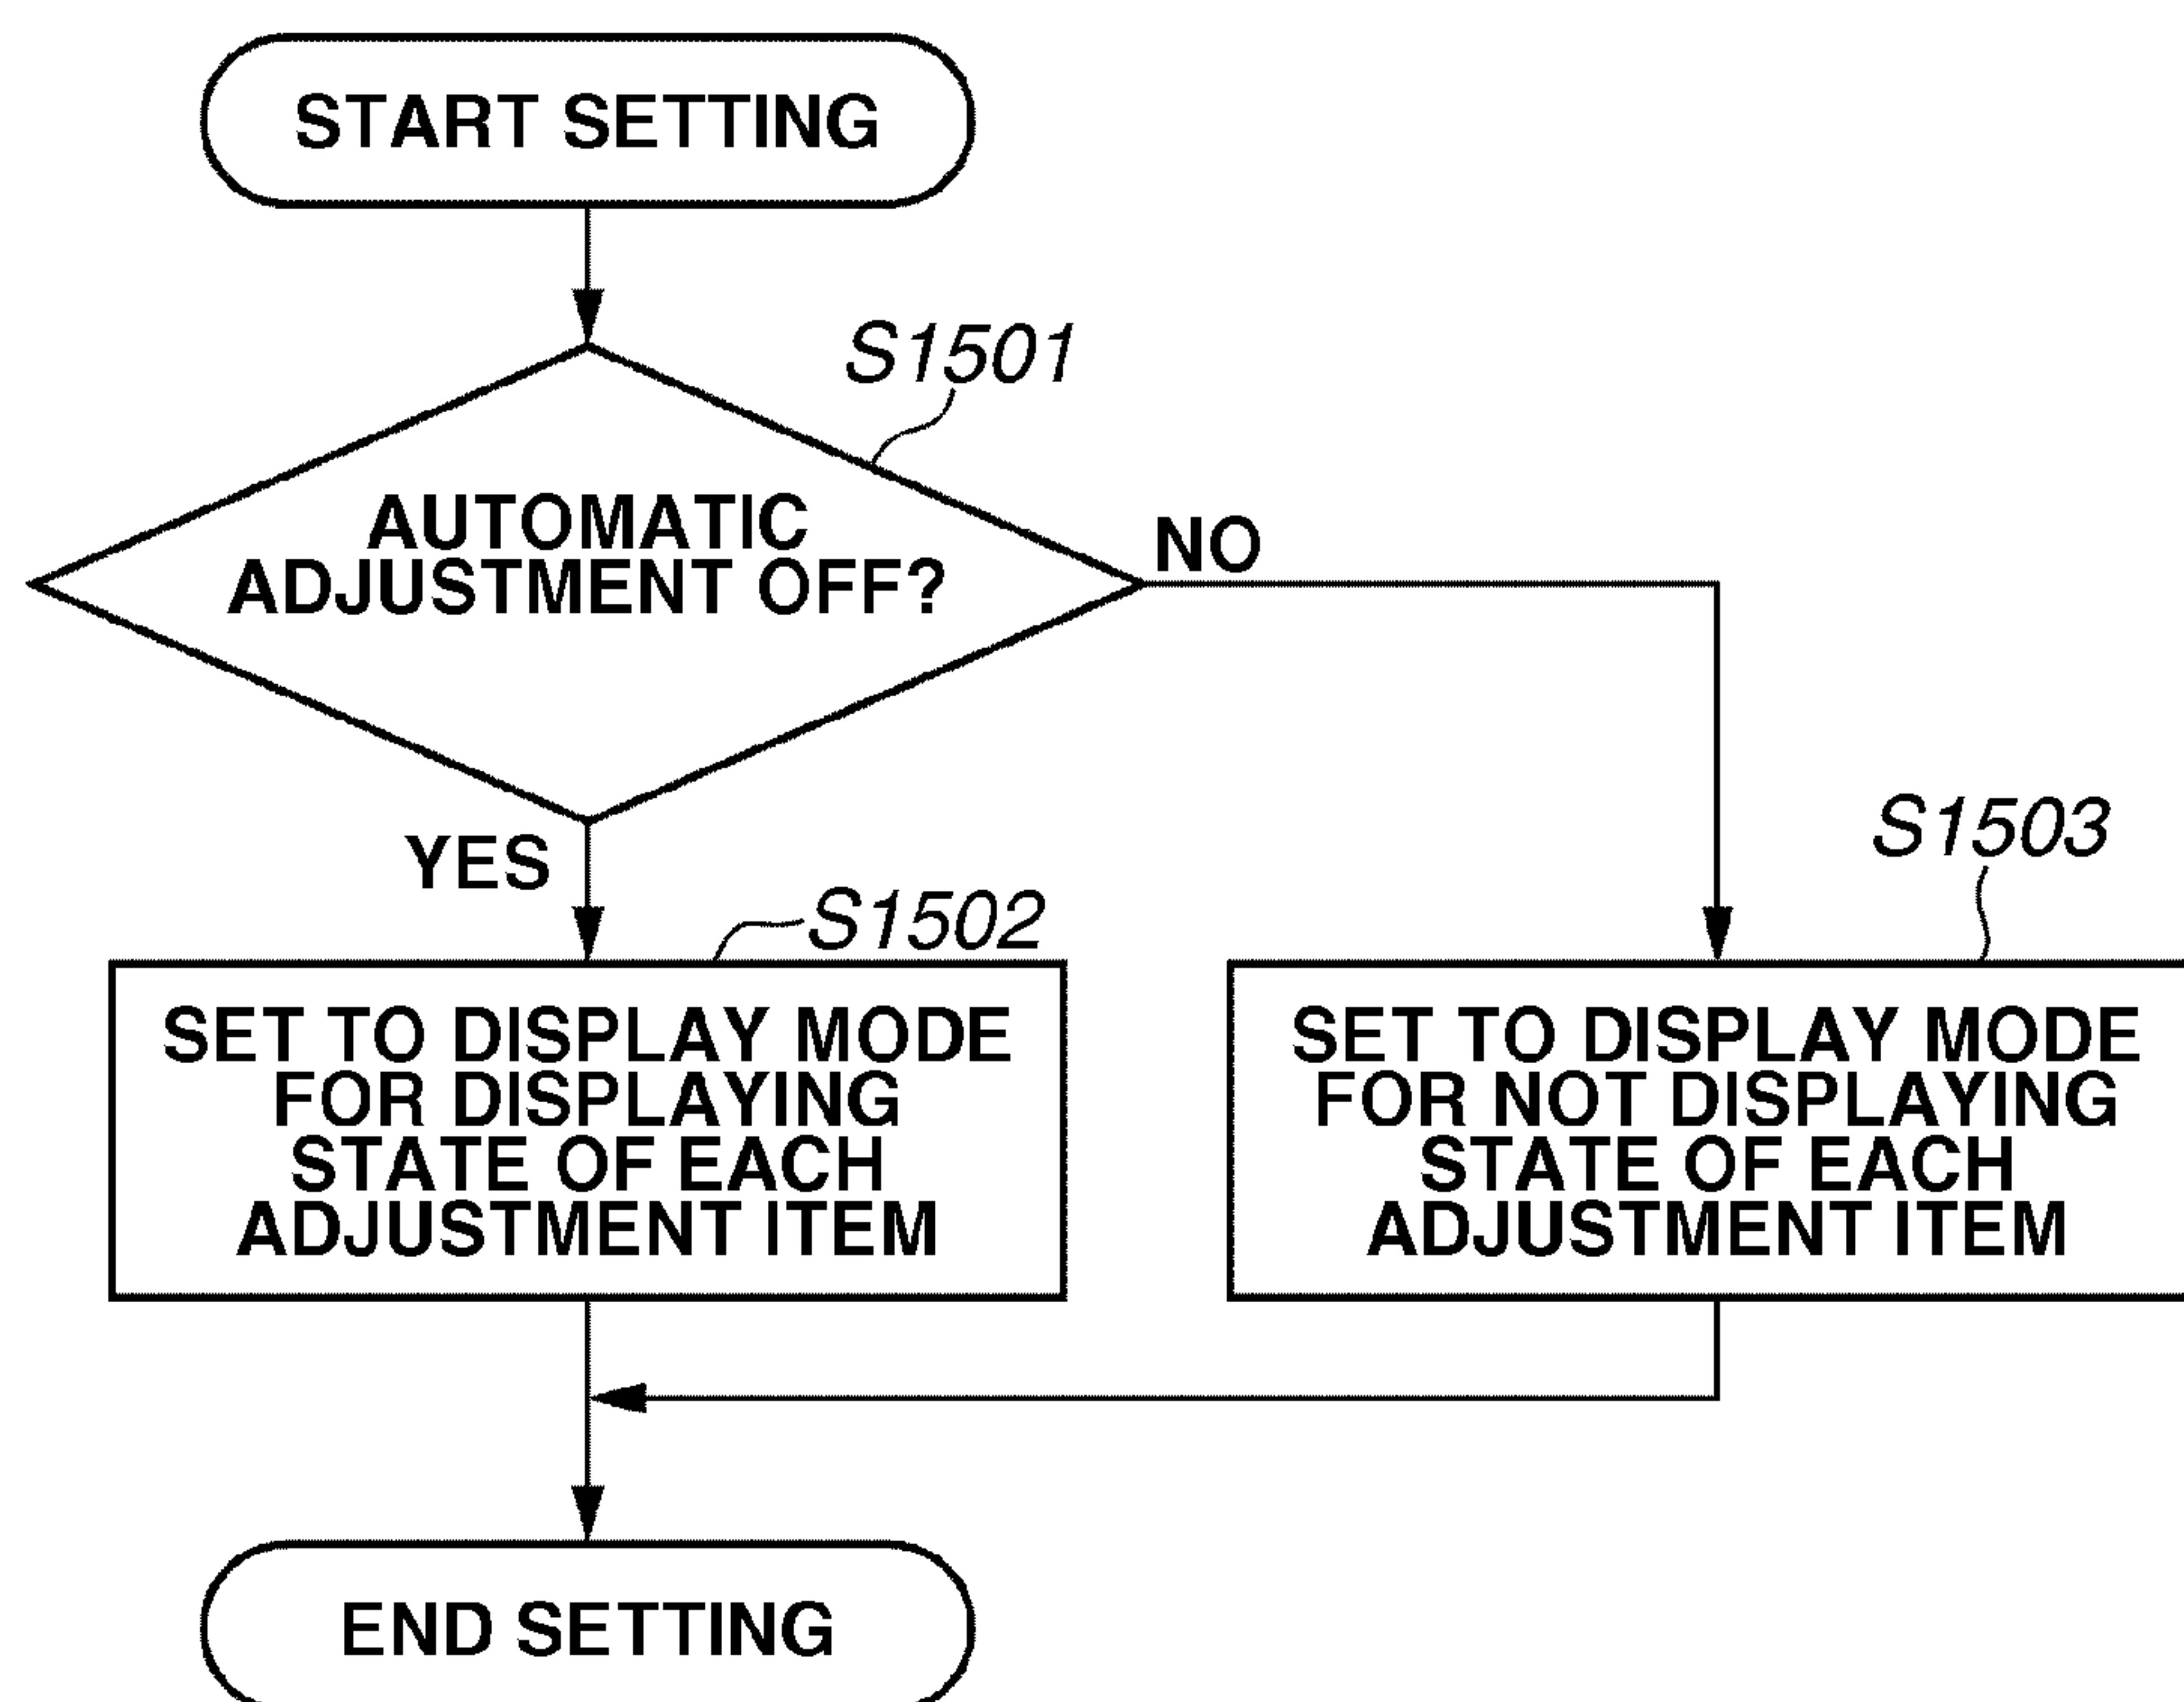 START SETTING
S1501
AUTOMATIC
ADJUSTMENT OFF?
NO
YES
S1502
S1503
SET TO DISPLAY MODE
FOR DISPLAYING
STATE OF EACH
ADJUSTMENT ITEM
SET TO DISPLAY MODE
FOR NOT DISPLAYING
STATE OF EACH
ADJUSTMENT ITEM
END SETTING